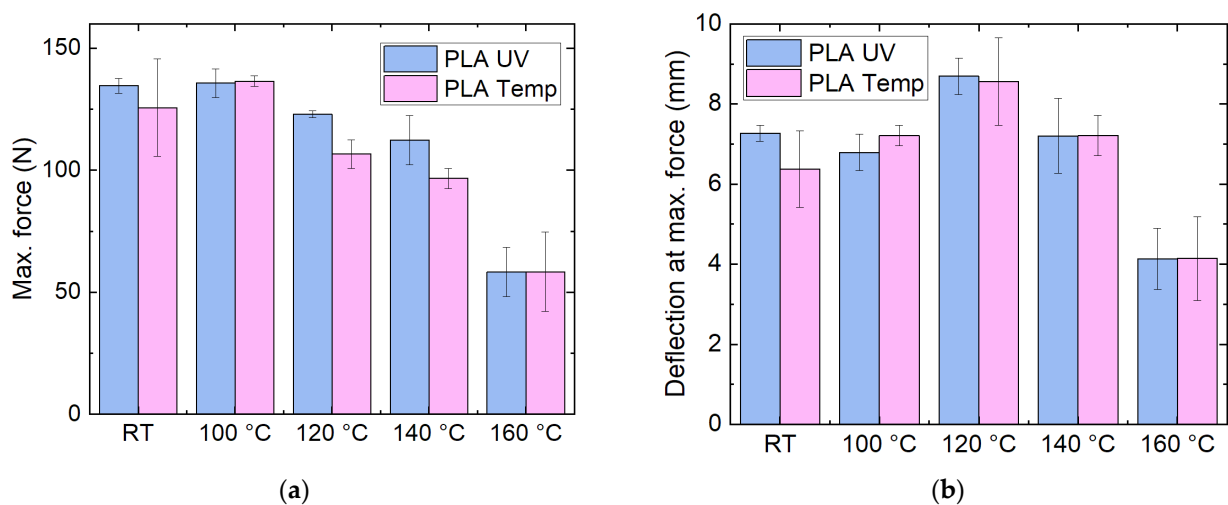 150
100
50
0
Max. force (N)
PLA UV
PLA Temp
RT 100 °C 120 °C 140 °C 160 °C
(a)
10
8
6
4
2
0
Deflection at max. force (mm)
PLA UV
PLA Temp
RT 100 °C 120 °C 140 °C 160 °C
(b)